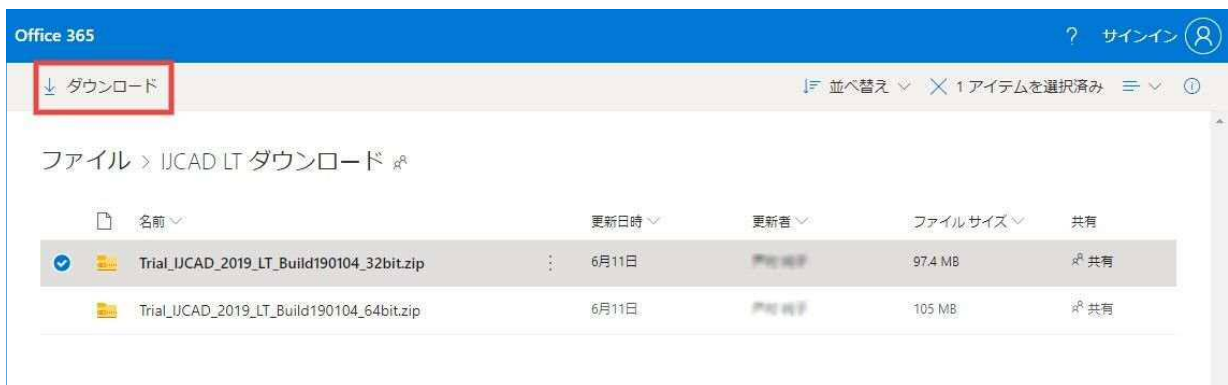 Office 365
? サインイン
ダウンロード
並べ替え 1 アイテムを選択済み
ファイル > IJCAD LT ダウンロード
名前 更新日時 更新者 ファイル サイズ 共有
Trial_IJCAD_2019_LT_Build190104_32bit.zip 6月11日 97.4 MB 共有
Trial_IJCAD_2019_LT_Build190104_64bit.zip 6月11日 105 MB 共有